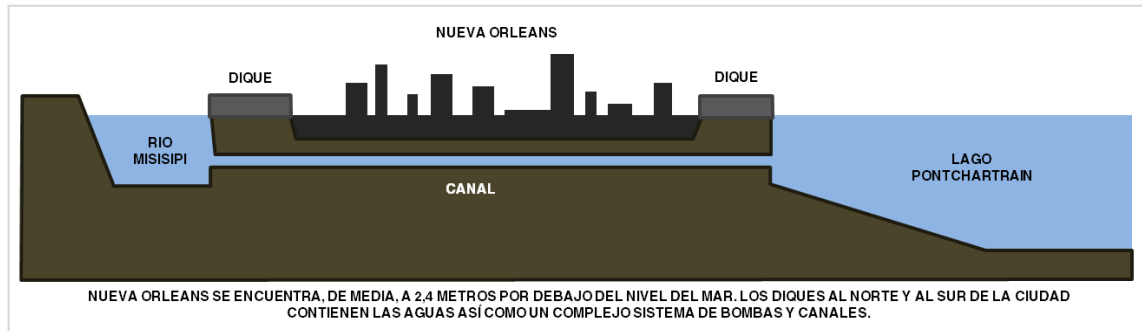 NUEVA ORLEANS
DIQUE
DIQUE
RIO
MISISIPI
LAGO
PONTCHARTRAIN
CANAL
NUEVA ORLEANS SE ENCUENTRA, DE MEDIA, A 2,4 METROS POR DEBAJO DEL NIVEL DEL MAR. LOS DIQUES AL NORTE Y AL SUR DE LA CIUDAD
CONTIENEN LAS AGUAS ASÍ COMO UN COMPLEJO SISTEMA DE BOMBAS Y CANALES.